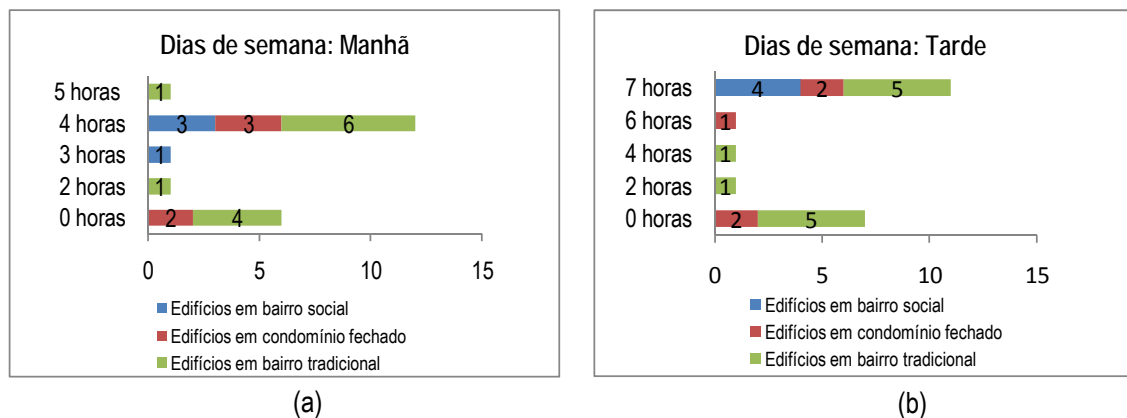 Dias de semana: Manhã
5 horas 1
4 horas 3 3 6
3 horas 1
2 horas 1
0 horas 2 4
0 5 10 15
Edifícios em bairro social
Edifícios em condomínio fechado
Edifícios em bairro tradicional
(a)
Dias de semana: Tarde
7 horas 4 2 5
6 horas 1
4 horas 1
2 horas 1
0 horas 2 5
0 5 10 15
Edifícios em bairro social
Edifícios em condomínio fechado
Edifícios em bairro tradicional
(b)